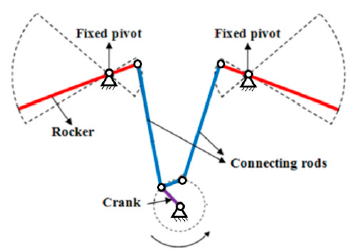 Fixed pivot
Fixed pivot
Rocker
Connecting rods
Crank